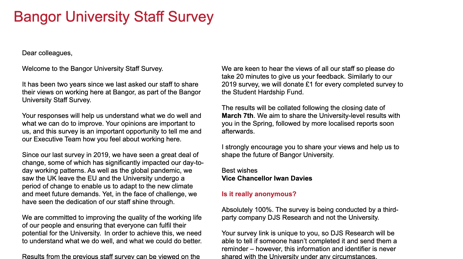 Bangor University Staff Survey
Dear colleagues,
Welcome to the Bangor University Staff Survey.
It has been two years since we last asked our staff to share
their views on working here at Bangor, as part of the Bangor
University Staff Survey.
Your responses will help us understand what we do well and
what we can do to improve. Your opinions are important to
us, and this survey is an important opportunity to tell me and
our Executive Team how you feel about working here.
Since our last survey in 2019, we have seen a great deal of
change, some of which has significantly impacted our day-to-
day working patterns. As well as the global pandemic, we
saw the UK leave the EU and the University undergo a
period of change to enable us to adapt to the new climate
and meet future demands. Yet, in the face of challenge, we
have seen the dedication of our staff shine through.
We are committed to improving the quality of the working life
of our people and ensuring that everyone can fulfil their
potential for the University. In order to achieve this, we need
to understand what we do well, and what we could do better.
Results from the previous staff survey can be viewed on the
We are keen to hear the views of all our staff so please do
take 20 minutes to give us your feedback. Similarly to our
2019 survey, we will donate £1 for every completed survey to
the Student Hardship Fund.
The results will be collated following the closing date of
March 7th. We aim to share the University-level results with
you in the Spring, followed by more localised reports soon
afterwards.
I strongly encourage you to share your views and help us to
shape the future of Bangor University.
Best wishes
Vice Chancellor Iwan Davies
Is it really anonymous?
Absolutely 100%. The survey is being conducted by a third-
party company DJS Research and not the University.
Your survey link is unique to you, so DJS Research will be
able to tell if someone hasn't completed it and send them a
reminder – however, this information and identifier is never
shared with the University under any circumstances.